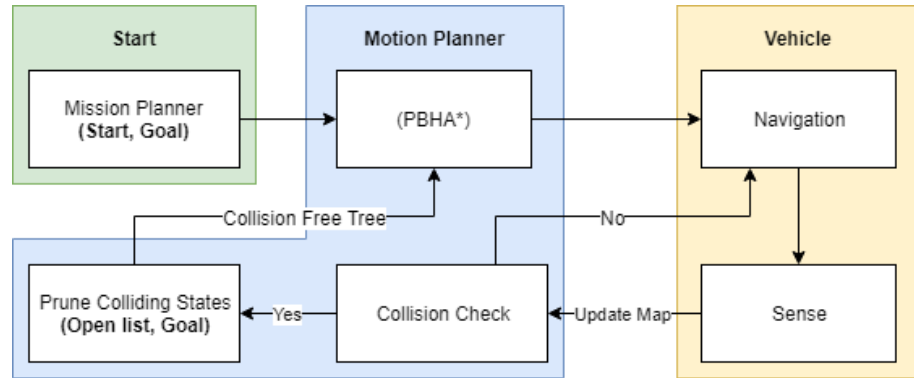 Start
Motion Planner
Vehicle
Mission Planner
(Start, Goal)
(PBHA*)
Navigation
Collision Free Tree
No
Prune Colliding States
(Open list, Goal)
Yes
Collision Check
Update Map
Sense